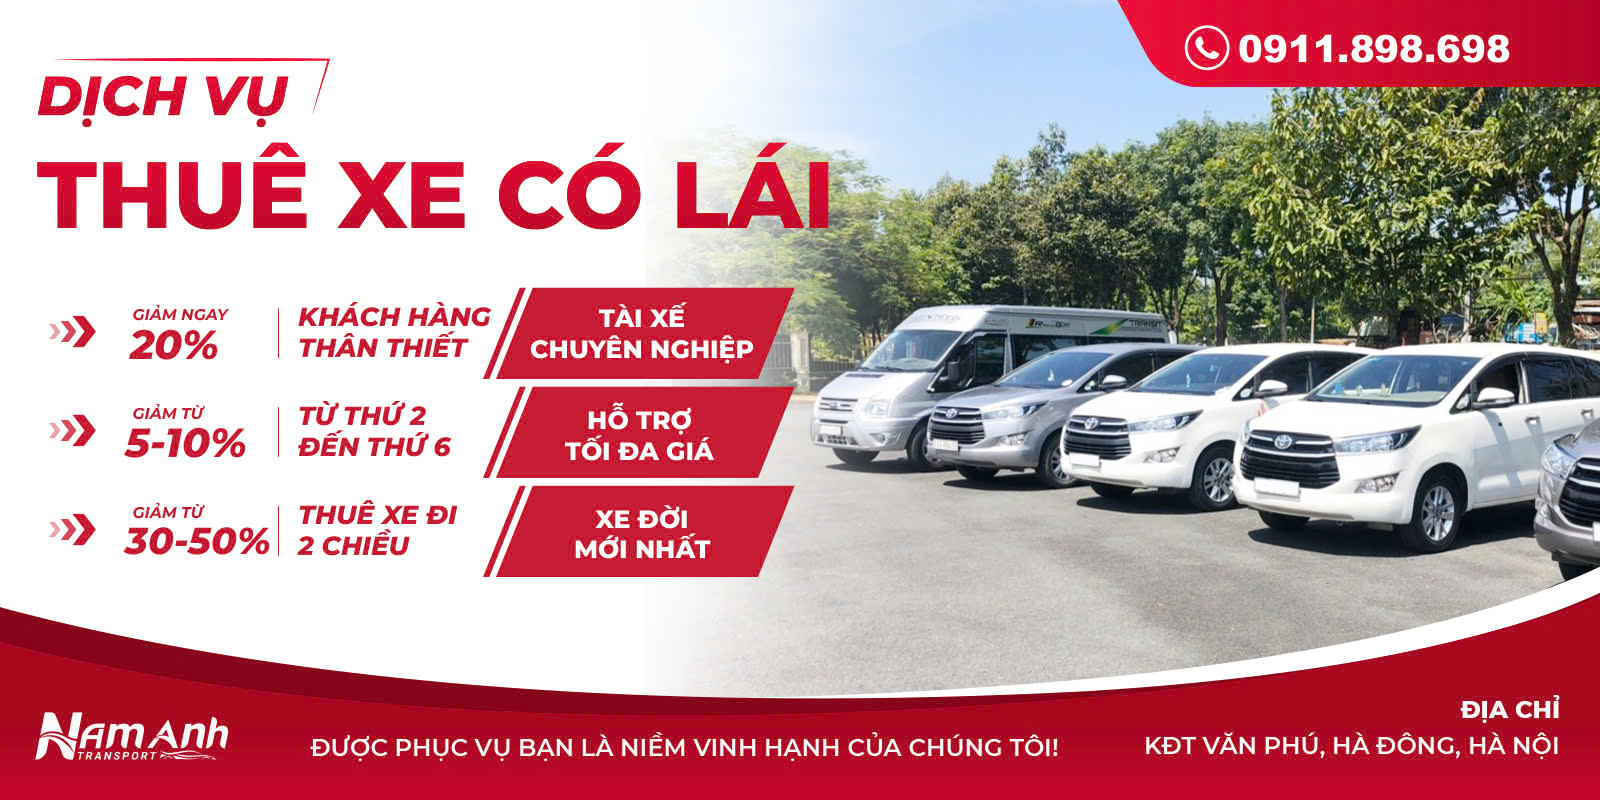 0911.898.698
DỊCH VỤ
THUÊ XE CÓ LÁI
GIẢM NGAY
20%
KHÁCH HÀNG
THÂN THIẾT
TÀI XẾ
CHUYÊN NGHIỆP
GIẢM TỪ
5-10%
TỪ THỨ 2
ĐẾN THỨ 6
HỖ TRỢ
TỐI ĐA GIÁ
GIẢM TỪ
30-50%
THUÊ XE ĐI
2 CHIỀU
XE ĐỜI
MỚI NHẤT
TRANSIT
Nam Anh
TRANSPORT
ĐƯỢC PHỤC VỤ BẠN LÀ NIỀM VINH HẠNH CỦA CHÚNG TÔI!
ĐỊA CHỈ
KĐT VĂN PHÚ, HÀ ĐÔNG, HÀ NỘI